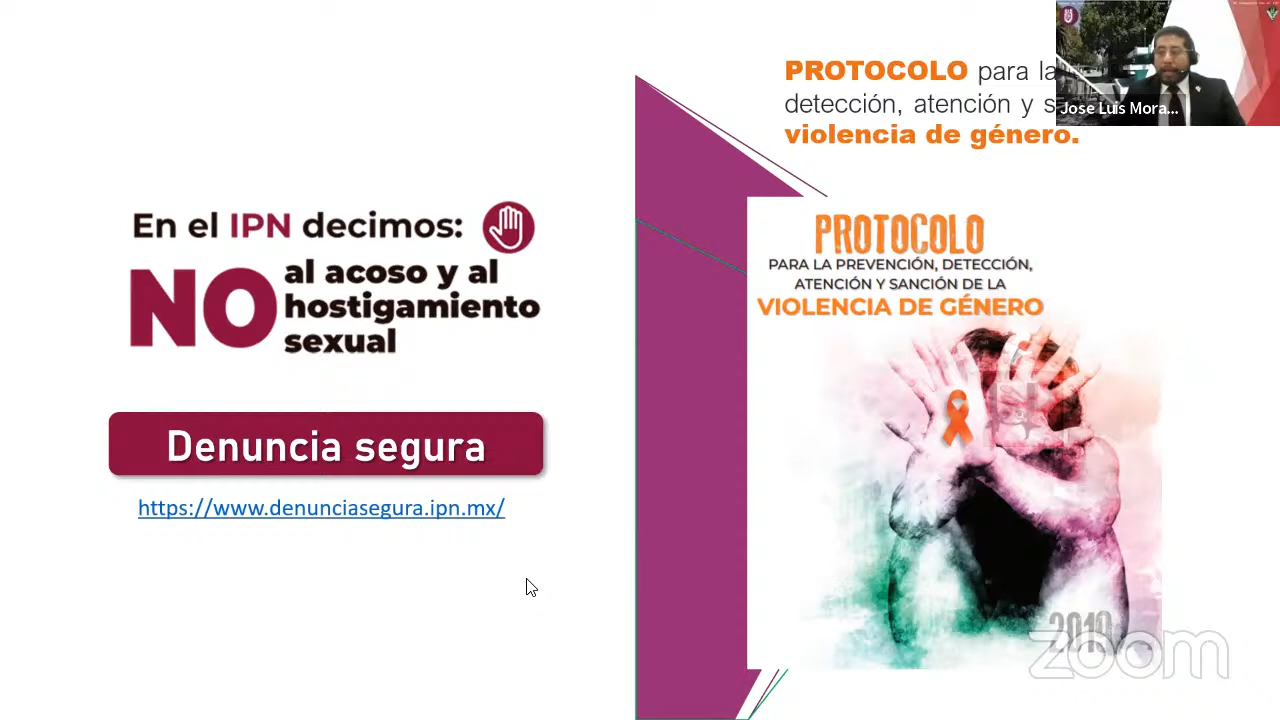 PROTOCOLO para la
detección, atención y
violencia de género.
Jose Luis Mora...
En el IPN decimos:
NO
al acoso y al
hostigamiento
sexual
Denuncia segura
https://www.denunciasegura.ipn.mx/
PROTOCOLO
PARA LA PREVENCIÓN, DETECCIÓN,
ATENCIÓN Y SANCIÓN DE LA
VIOLENCIA DE GÉNERO
2019
zoom